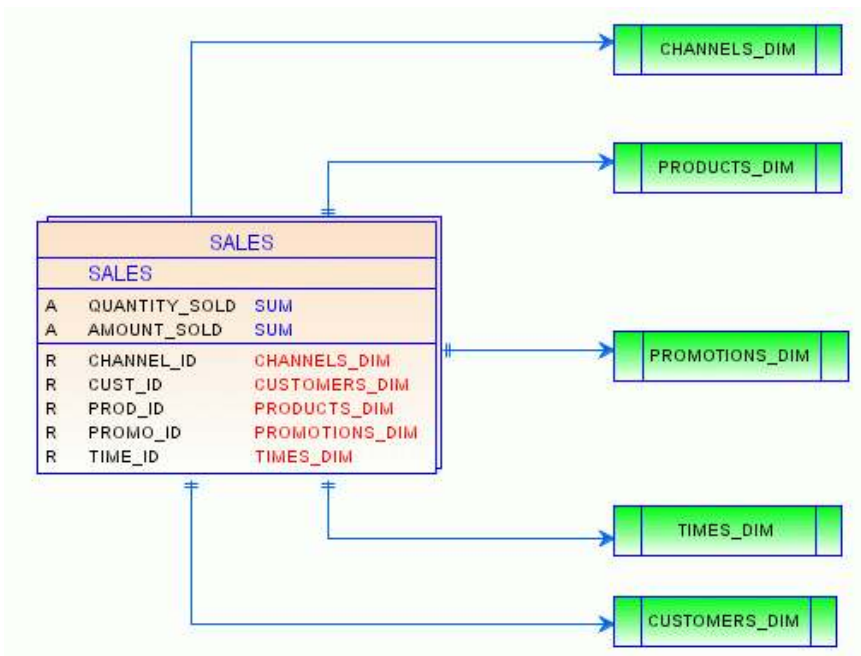 CHANNELS_DIM
PRODUCTS_DIM
SALES
SALES
A QUANTITY_SOLD SUM
A AMOUNT_SOLD SUM
R CHANNEL_ID CHANNELS_DIM
R CUST_ID CUSTOMERS_DIM
R PROD_ID PRODUCTS_DIM
R PROMO_ID PROMOTIONS_DIM
R TIME_ID TIMES_DIM
PROMOTIONS_DIM
TIMES_DIM
CUSTOMERS_DIM